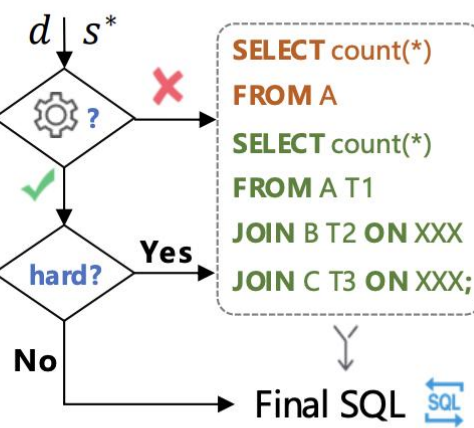 d s*
?
SELECT count(*)
FROM A
SELECT count(*)
FROM A T1
JOIN B T2 ON XXX
JOIN C T3 ON XXX;
hard?
Yes
No
Final SQL
SQL